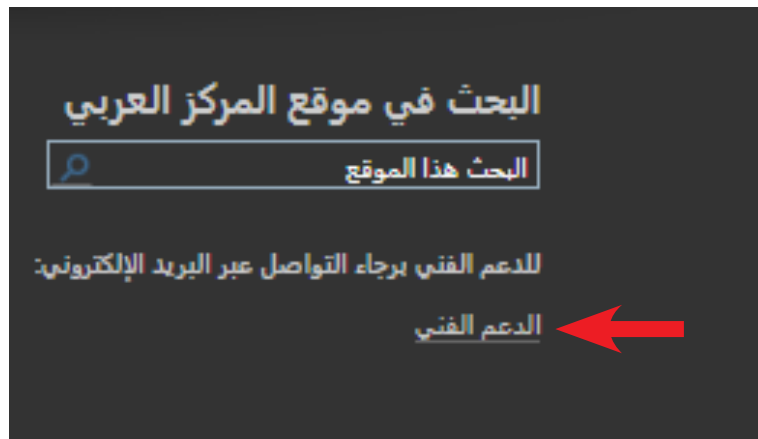 البحث في موقع المركز العربي
البحث هذا الموقع
للدعم الفني برجاء التواصل عبر البريد الإلكتروني:
الدعم الفني